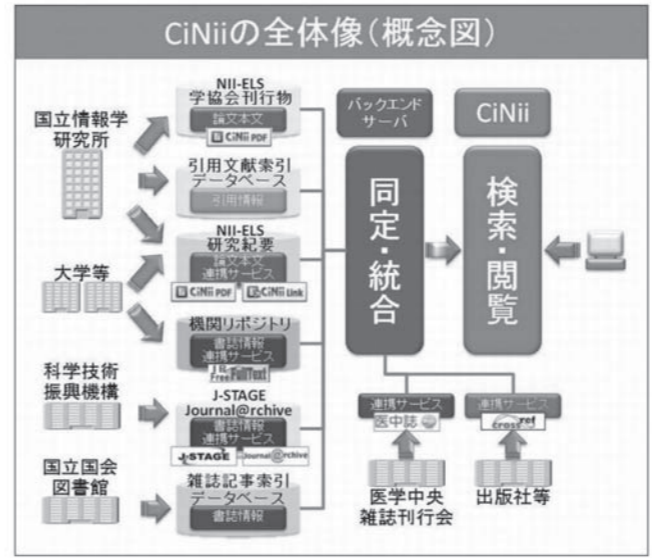 CiNiiの全体像(概念図)
国立情報学
研究所
大学等
科学技術
振興機構
国立国会
図書館
NII-ELS
学協会刊行物
論文本文
CiNii PDF
引用文献索引
データベース
引用情報
NII-ELS
研究紀要
論文本文
連携サービス
CiNii PDF
CiNii Link
機関リポジトリ
書誌情報
連携サービス
FullText
J-STAGE
Journal@rchive
書誌情報
連携サービス
J-STAGE
Journal@rchive
雑誌記事索引
データベース
書誌情報
バックエンド
サーバ
同定・統合
CiNii
検索・閲覧
連携サービス
医中誌
医学中央
雑誌刊行会
連携サービス
cross ref
出版社等